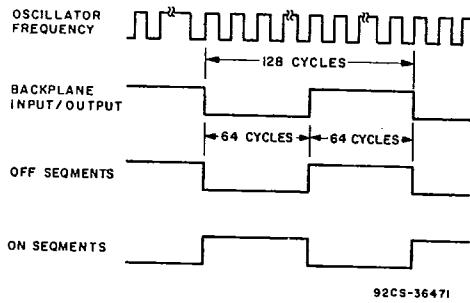 OSCILLATOR
FREQUENCY
128 CYCLES
BACKPLANE
INPUT/OUTPUT
64 CYCLES
64 CYCLES
OFF SEQMENTS
ON SEQMENTS
92CS-36471